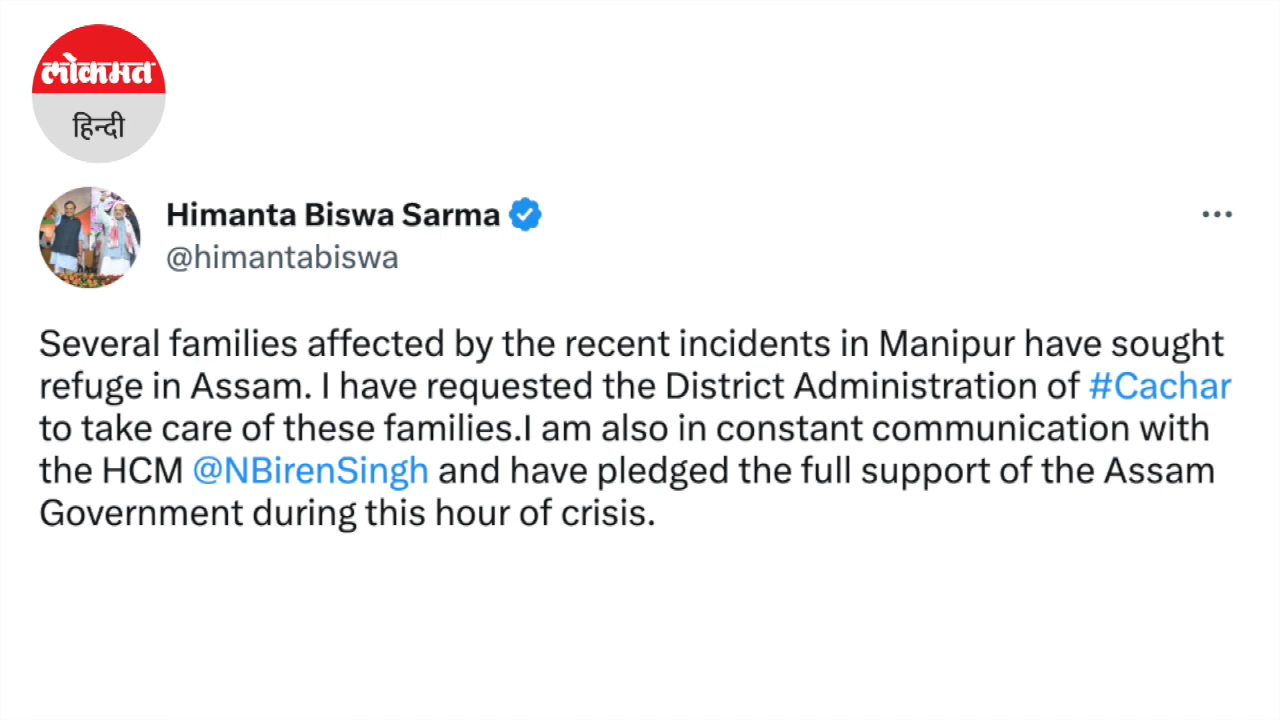 लोकमत
हिन्दी
Himanta Biswa Sarma
@himantabiswa
Several families affected by the recent incidents in Manipur have sought
refuge in Assam. I have requested the District Administration of #Cachar
to take care of these families.I am also in constant communication with
the HCM @NBirenSingh and have pledged the full support of the Assam
Government during this hour of crisis.